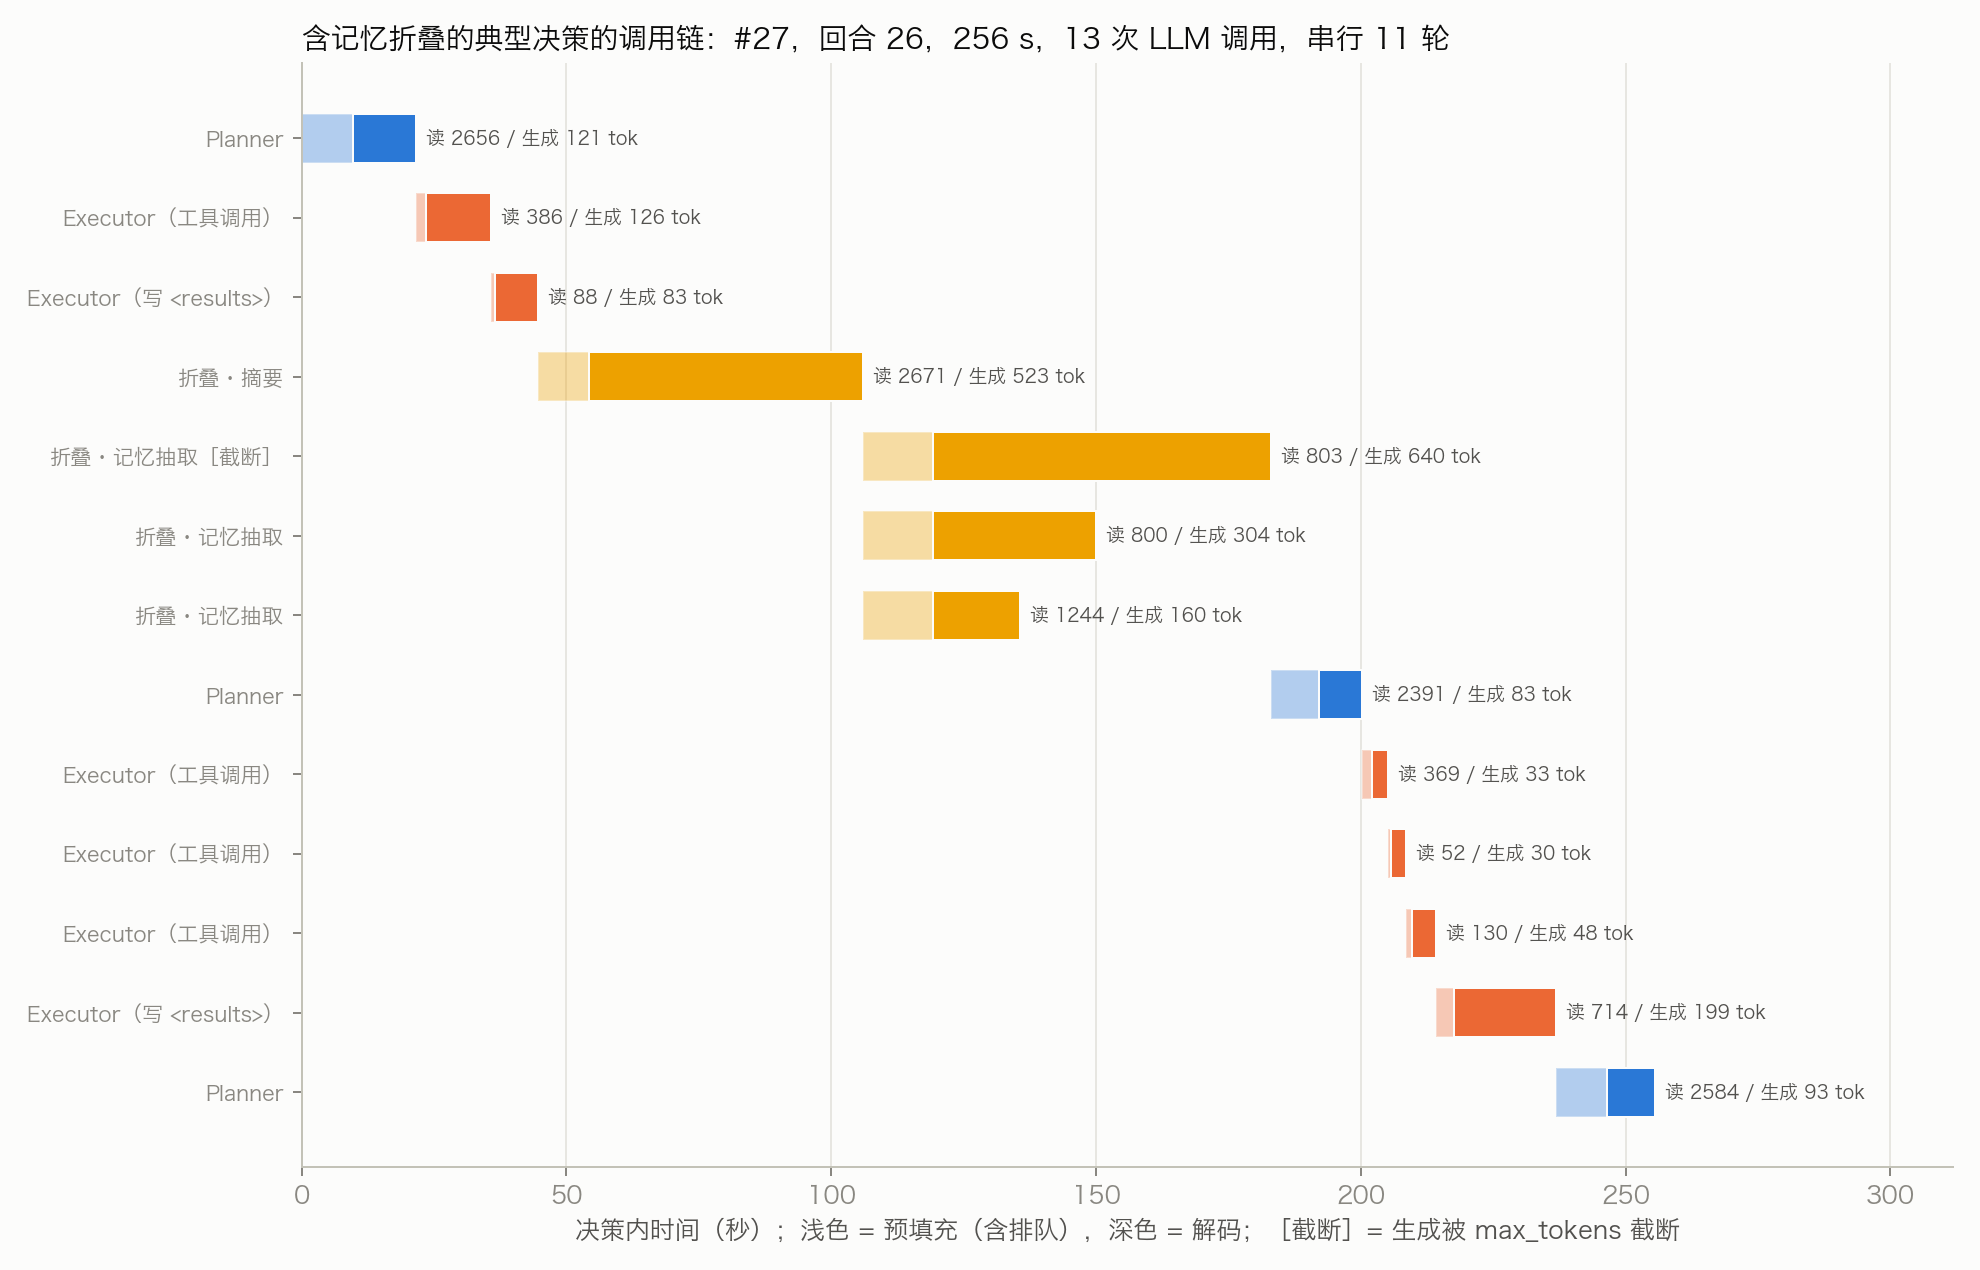 含记忆折叠的典型决策的调用链：#27，回合 26，256 s，13 次 LLM 调用，串行 11 轮
Planner
读 2656 / 生成 121 tok
Executor（工具调用）
读 386 / 生成 126 tok
Executor（写 <results>）
读 88 / 生成 83 tok
折叠・摘要
读 2671 / 生成 523 tok
折叠・记忆抽取［截断］
读 803 / 生成 640 tok
折叠・记忆抽取
读 800 / 生成 304 tok
折叠・记忆抽取
读 1244 / 生成 160 tok
Planner
读 2391 / 生成 83 tok
Executor（工具调用）
读 369 / 生成 33 tok
Executor（工具调用）
读 52 / 生成 30 tok
Executor（工具调用）
读 130 / 生成 48 tok
Executor（写 <results>）
读 714 / 生成 199 tok
Planner
读 2584 / 生成 93 tok
0 50 100 150 200 250 300
决策内时间（秒）；浅色 = 预填充（含排队），深色 = 解码；［截断］= 生成被 max_tokens 截断